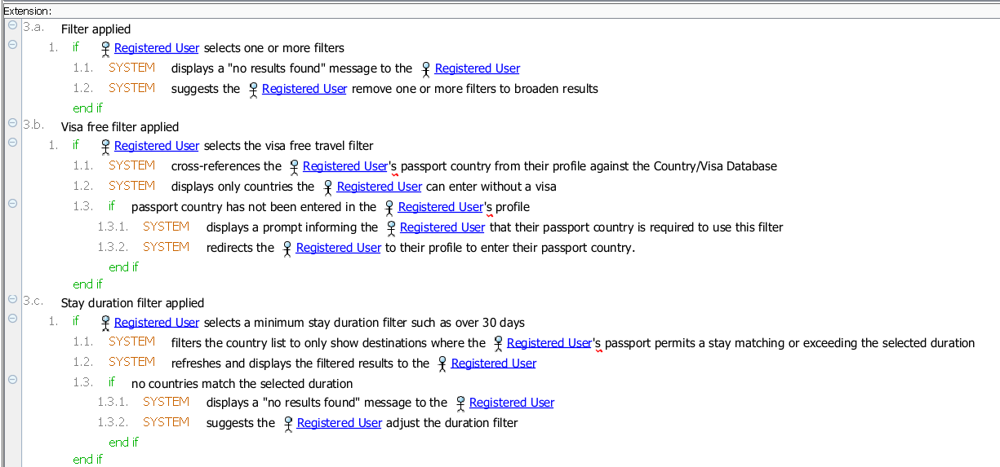 Extension:
3.a. Filter applied
1. if Registered User selects one or more filters
1.1. SYSTEM displays a "no results found" message to the Registered User
1.2. SYSTEM suggests the Registered User remove one or more filters to broaden results
end if
3.b. Visa free filter applied
1. if Registered User selects the visa free travel filter
1.1. SYSTEM cross-references the Registered User's passport country from their profile against the Country/Visa Database
1.2. SYSTEM displays only countries the Registered User can enter without a visa
1.3. if passport country has not been entered in the Registered User's profile
1.3.1. SYSTEM displays a prompt informing the Registered User that their passport country is required to use this filter
1.3.2. SYSTEM redirects the Registered User to their profile to enter their passport country.
end if
end if
3.c. Stay duration filter applied
1. if Registered User selects a minimum stay duration filter such as over 30 days
1.1. SYSTEM filters the country list to only show destinations where the Registered User's passport permits a stay matching or exceeding the selected duration
1.2. SYSTEM refreshes and displays the filtered results to the Registered User
1.3. if no countries match the selected duration
1.3.1. SYSTEM displays a "no results found" message to the Registered User
1.3.2. SYSTEM suggests the Registered User adjust the duration filter
end if
end if